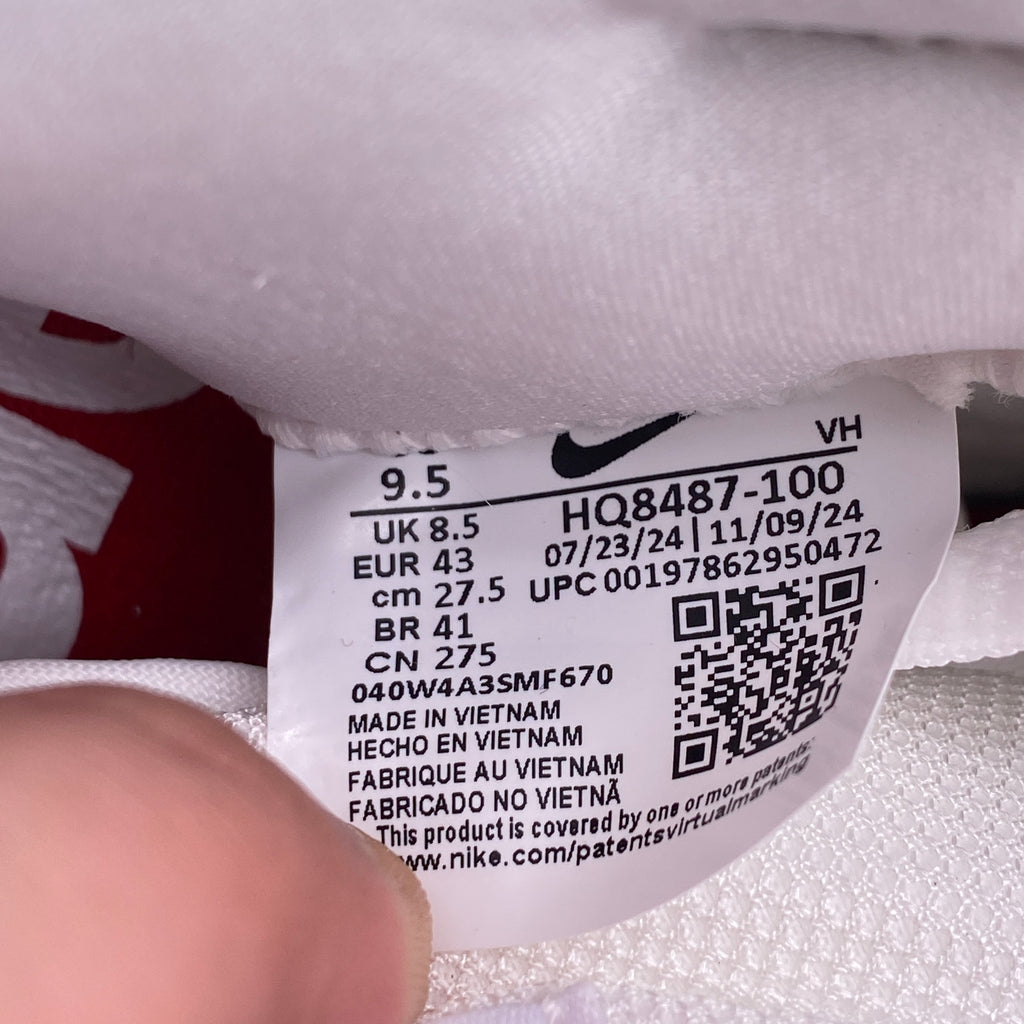 VH
9.5
UK 8.5
EUR 43
cm 27.5
BR 41
CN 275
HQ8487-100
07/23/24 | 11/09/24
UPC 00197862950472
040W4A3SMF670
MADE IN VIETNAM
HECHO EN VIETNAM
FABRIQUE AU VIETNAM
FABRICADO NO VIETNÃ
This product is covered by one or more patents:
www.nike.com/patentsvirtualmarking